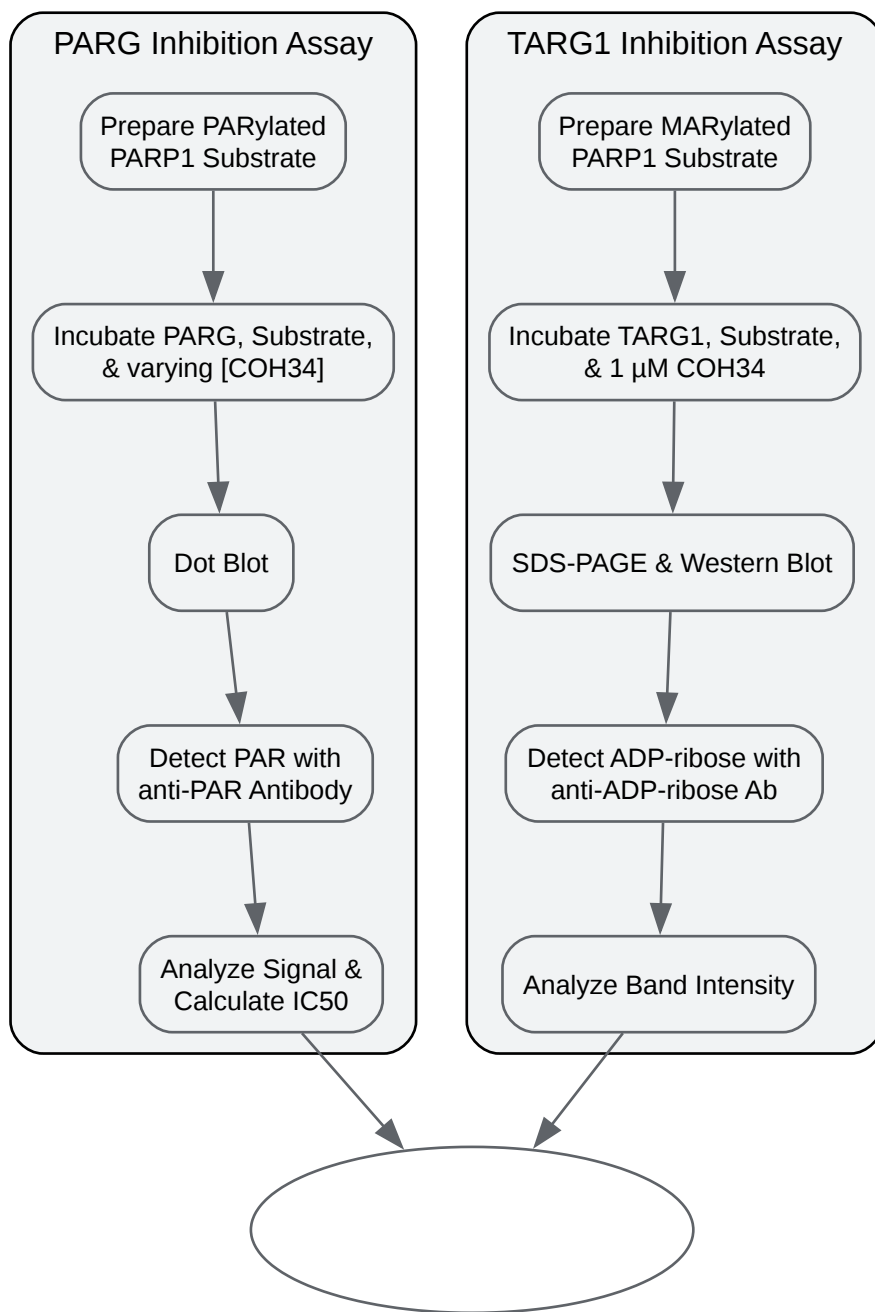 PARG Inhibition Assay
Prepare PARylated
PARP1 Substrate
Incubate PARG, Substrate,
& varying [COH34]
Dot Blot
Detect PAR with
anti-PAR Antibody
Analyze Signal &
Calculate IC50
TARG1 Inhibition Assay
Prepare MARylated
PARP1 Substrate
Incubate TARG1, Substrate,
& 1 µM COH34
SDS-PAGE & Western Blot
Detect ADP-ribose with
anti-ADP-ribose Ab
Analyze Band Intensity